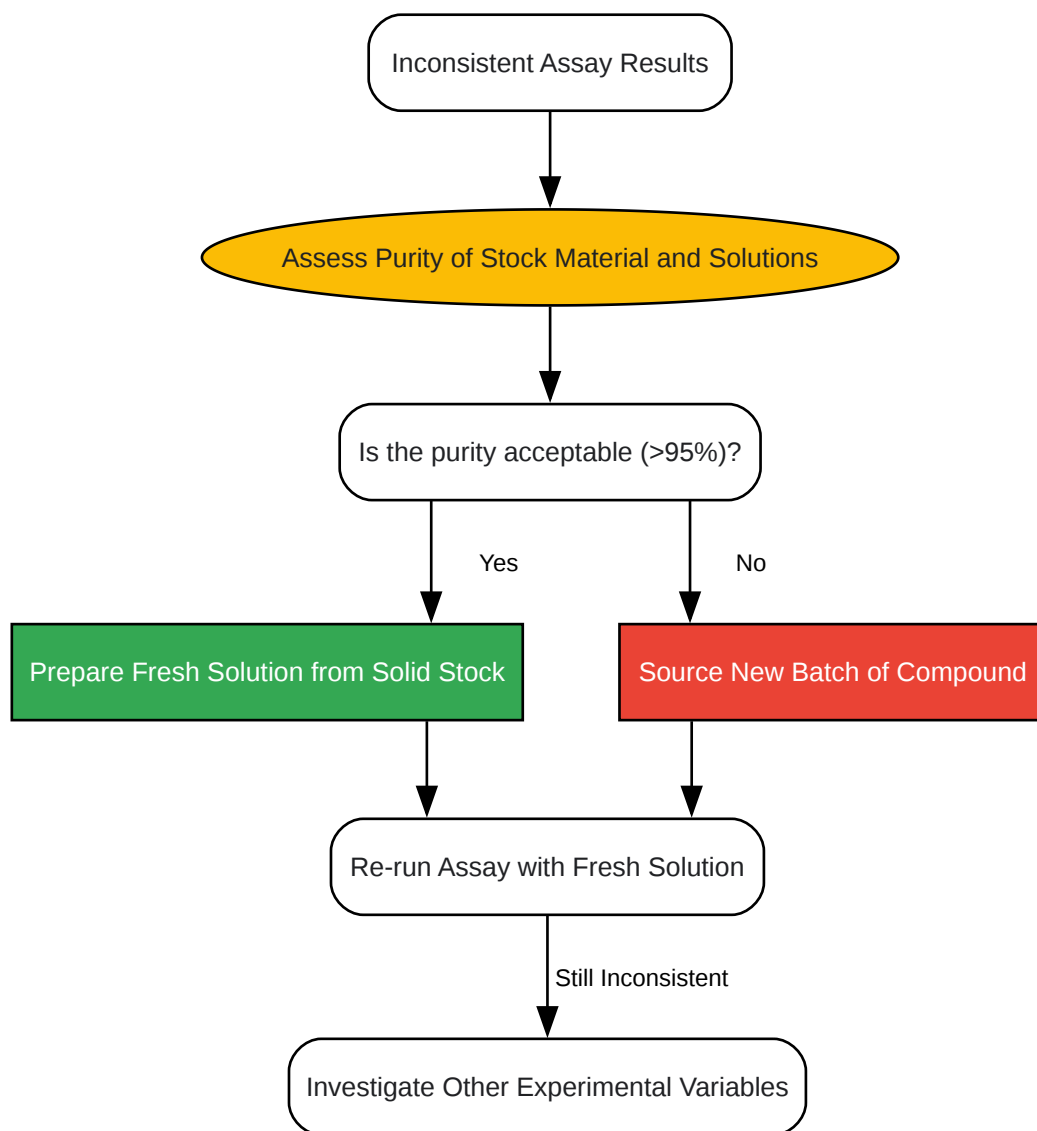 Inconsistent Assay Results
Assess Purity of Stock Material and Solutions
Is the purity acceptable (>95%)?
Yes
No
Prepare Fresh Solution from Solid Stock
Source New Batch of Compound
Re-run Assay with Fresh Solution
Still Inconsistent
Investigate Other Experimental Variables